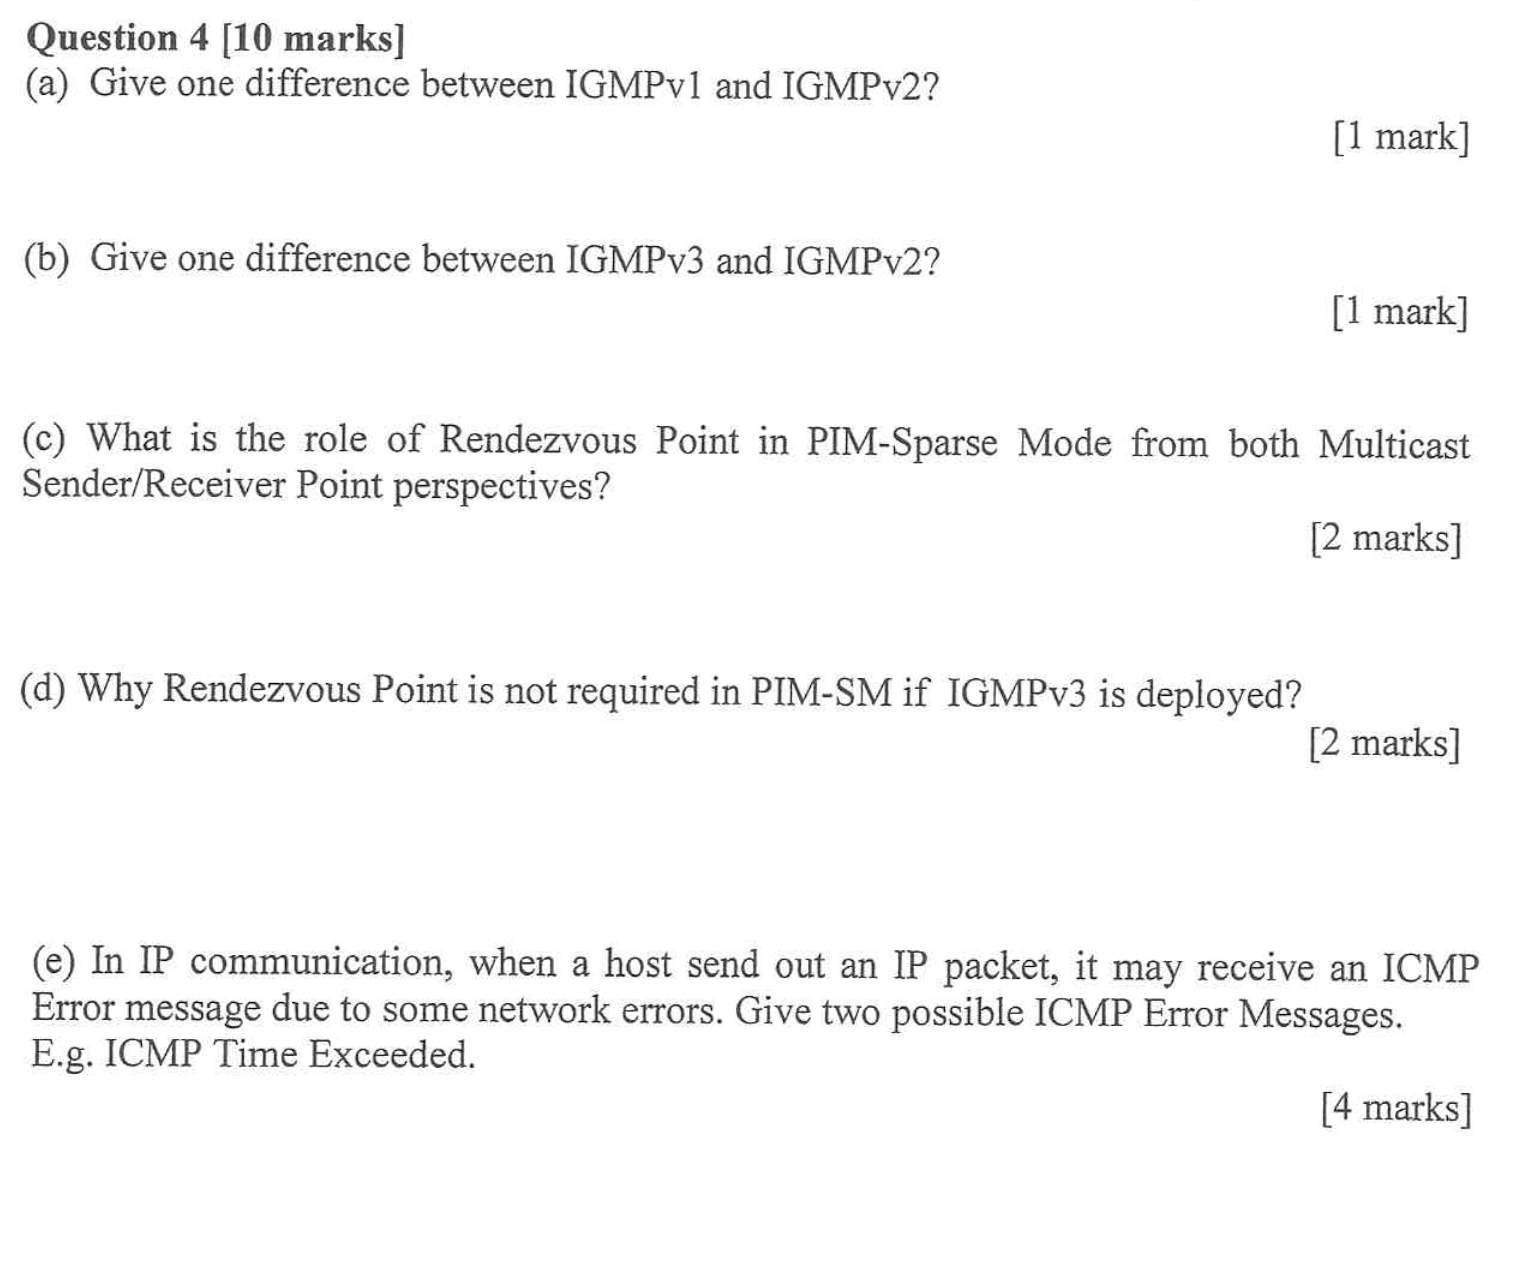 Question 4 [10 marks]
(a) Give one difference between IGMPv1 and IGMPv2?
[1 mark]
(b) Give one difference between IGMPv3 and IGMPv2?
[1 mark]
(c) What is the role of Rendezvous Point in PIM-Sparse Mode from both Multicast
Sender/Receiver Point perspectives?
[2 marks]
(d) Why Rendezvous Point is not required in PIM-SM if IGMPv3 is deployed?
[2 marks]
(e) In IP communication, when a host send out an IP packet, it may receive an ICMP
Error message due to some network errors. Give two possible ICMP Error Messages.
E.g. ICMP Time Exceeded.
[4 marks]